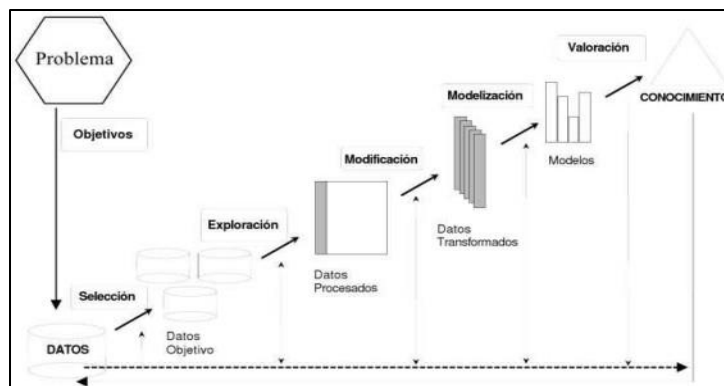 Problema
Objetivos
DATOS
Selección
Datos
Objetivo
Exploración
Datos
Procesados
Modificación
Datos
Transformados
Modelización
Modelos
Valoración
CONOCIMIENTO